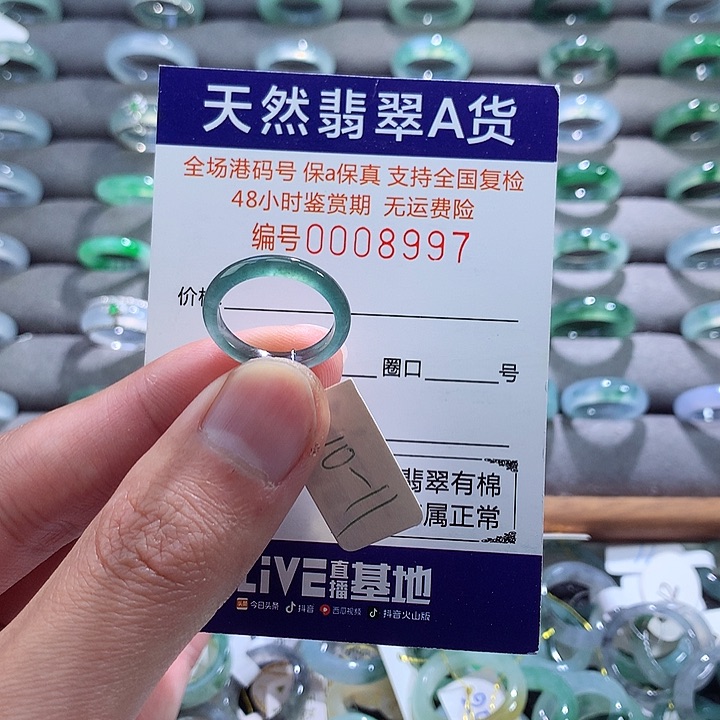 天然翡翠A货
全场港码号 保a保真 支持全国复检
48小时鉴赏期 无运费险
编号0008997
价格
圈口 号
10-11
翡翠有棉
属正常
LiVE直播基地
今日头条 抖音 西瓜视频 抖音火山版